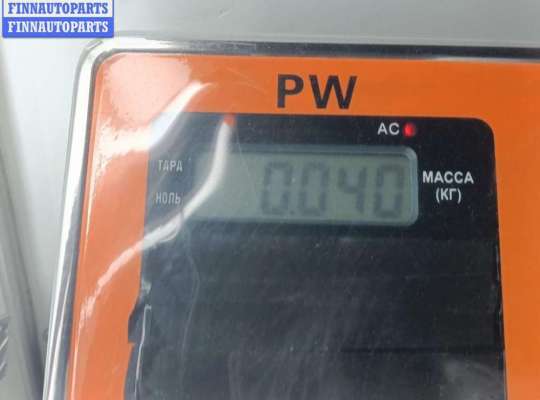 FINNAUTOPARTS
FINNAUTOPARTS
PW
AC
ТАРА
0.040
МАССА
НОЛЬ
(КГ)